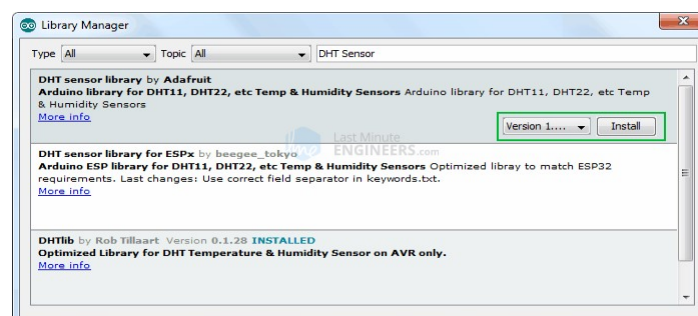 Library Manager
Type All Topic All DHT Sensor
DHT sensor library by Adafruit
Arduino library for DHT11, DHT22, etc Temp & Humidity Sensors Arduino library for DHT11, DHT22, etc Temp
& Humidity Sensors
More info
Version 1.... Install
Last Minute
ENGINEERS.com
DHT sensor library for ESPx by beegee_tokyo
Arduino ESP library for DHT11, DHT22, etc Temp & Humidity Sensors Optimized libray to match ESP32
requirements. Last changes: Use correct field separator in keywords.txt.
More info
DHTlib by Rob Tillaart Version 0.1.28 INSTALLED
Optimized Library for DHT Temperature & Humidity Sensor on AVR only.
More info